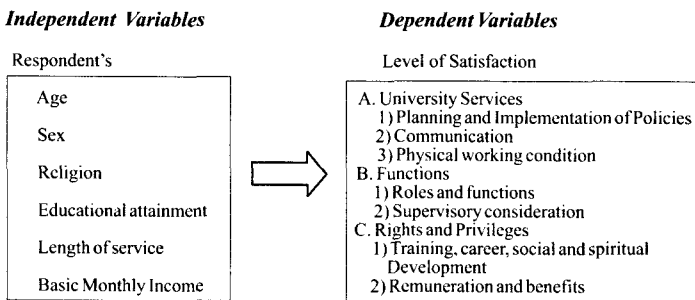 Independent Variables
Respondent's
Age
Sex
Religion
Educational attainment
Length of service
Basic Monthly Income
Dependent Variables
Level of Satisfaction
A. University Services
1) Planning and Implementation of Policies
2) Communication
3) Physical working condition
B. Functions
1) Roles and functions
2) Supervisory consideration
C. Rights and Privileges
1) Training, career, social and spiritual
Development
2) Remuneration and benefits